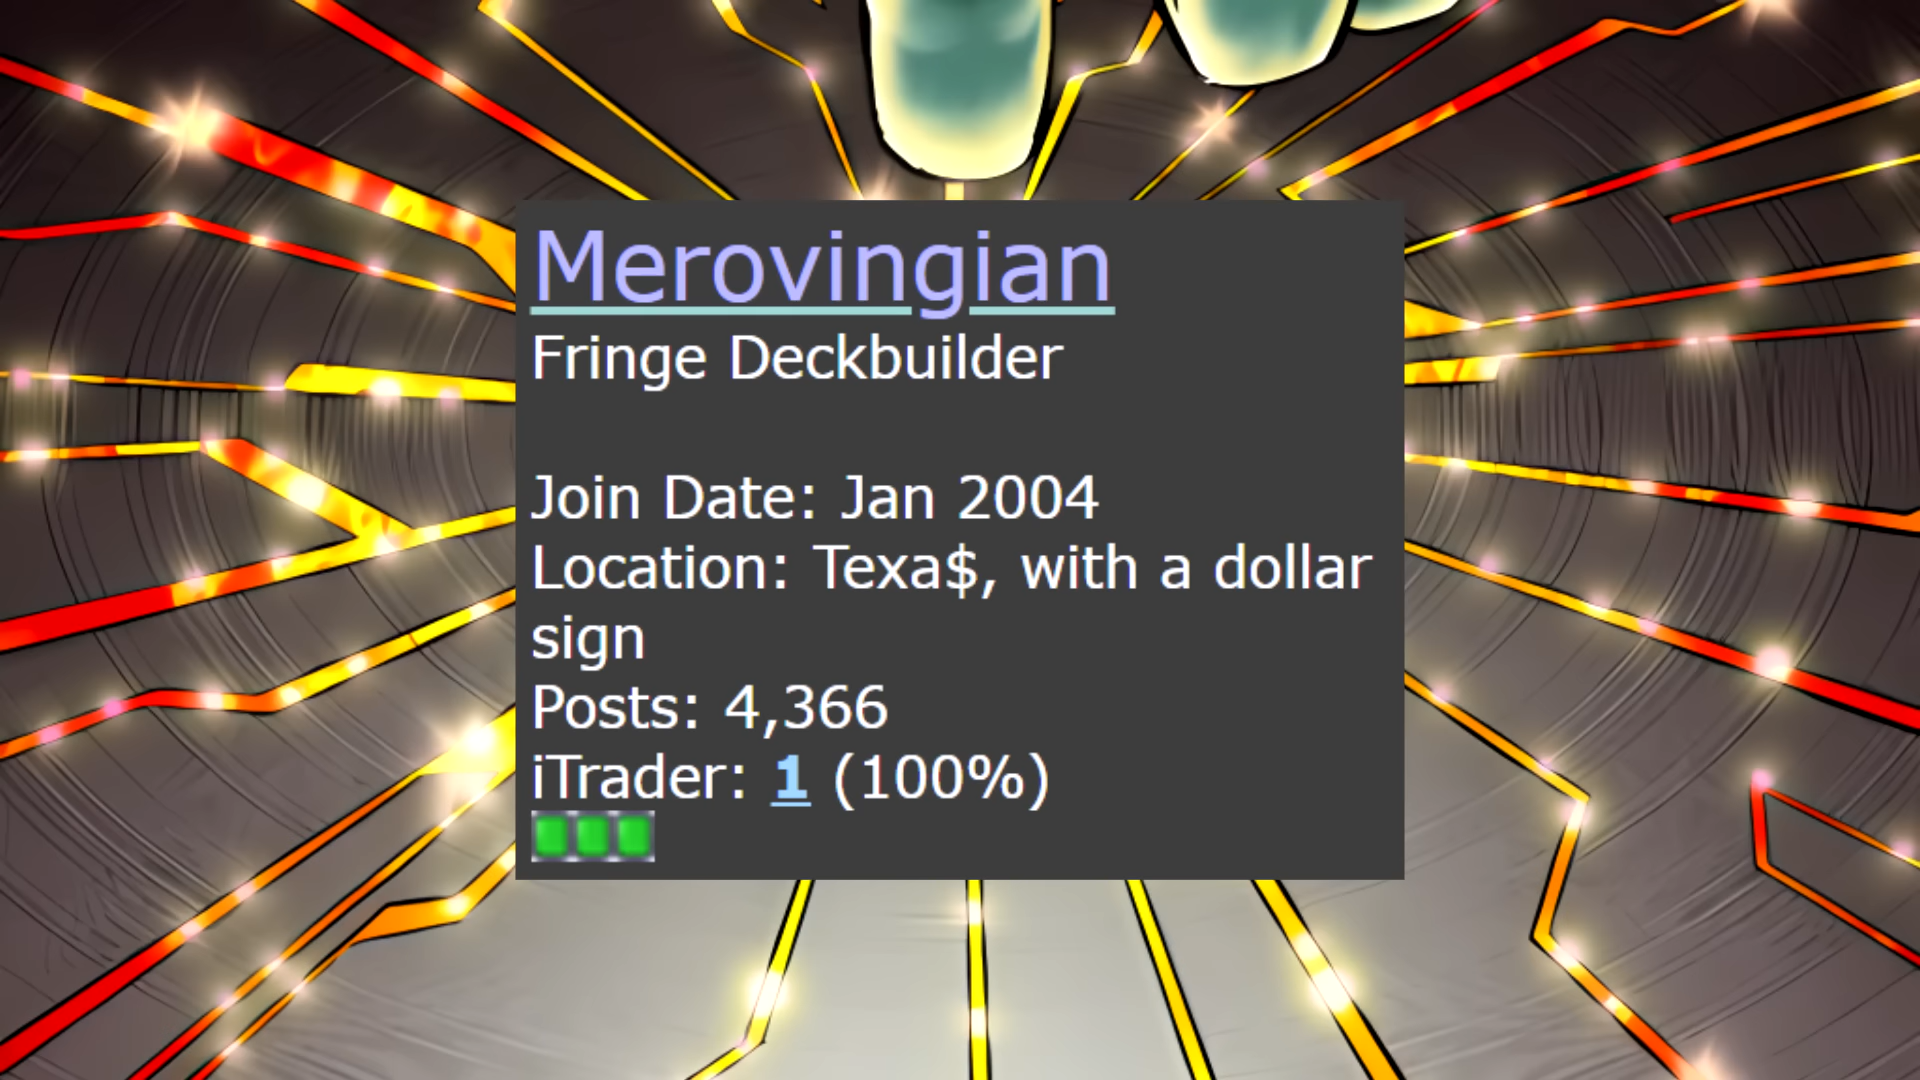 Merovingian
Fringe Deckbuilder
Join Date: Jan 2004
Location: Texa$, with a dollar
sign
Posts: 4,366
iTrader: 1 (100%)